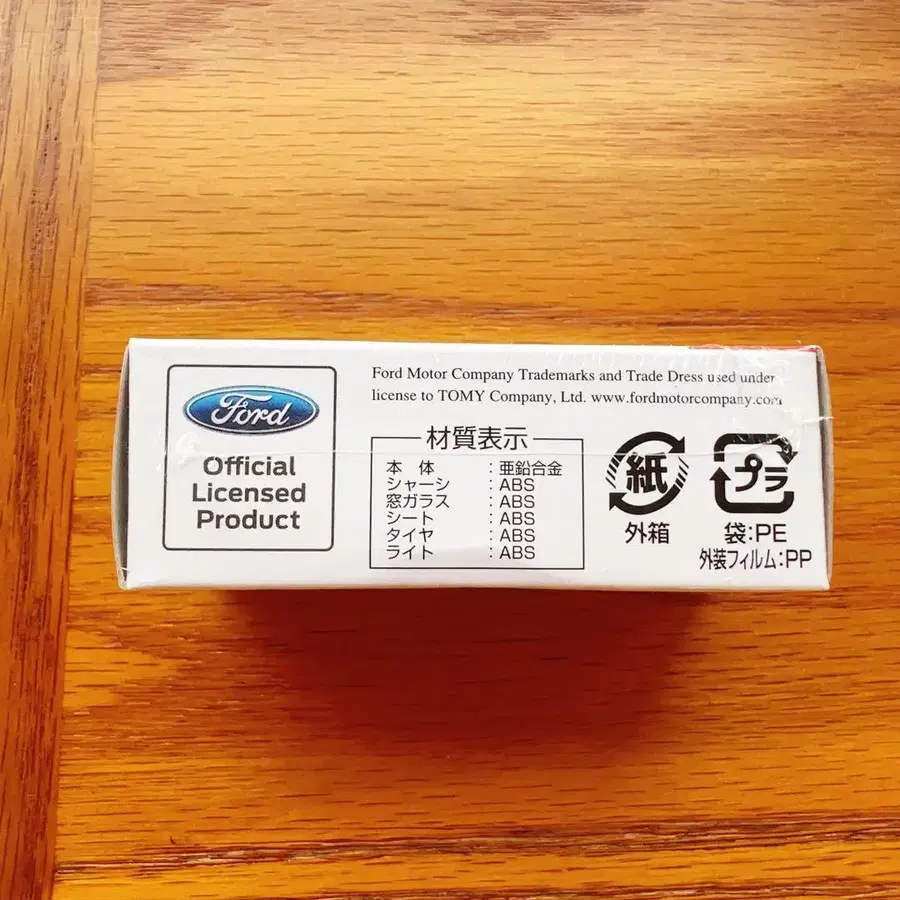 Ford
Official
Licensed
Product
Ford Motor Company Trademarks and Trade Dress used under
license to TOMY Company, Ltd. www.fordmotorcompany.com
材質表示
本体 : 亜鉛合金
シャーシ : ABS
窓ガラス : ABS
シート : ABS
タイヤ : ABS
ライト : ABS
紙
外箱
プラ
袋:PE
外装フィルム:PP